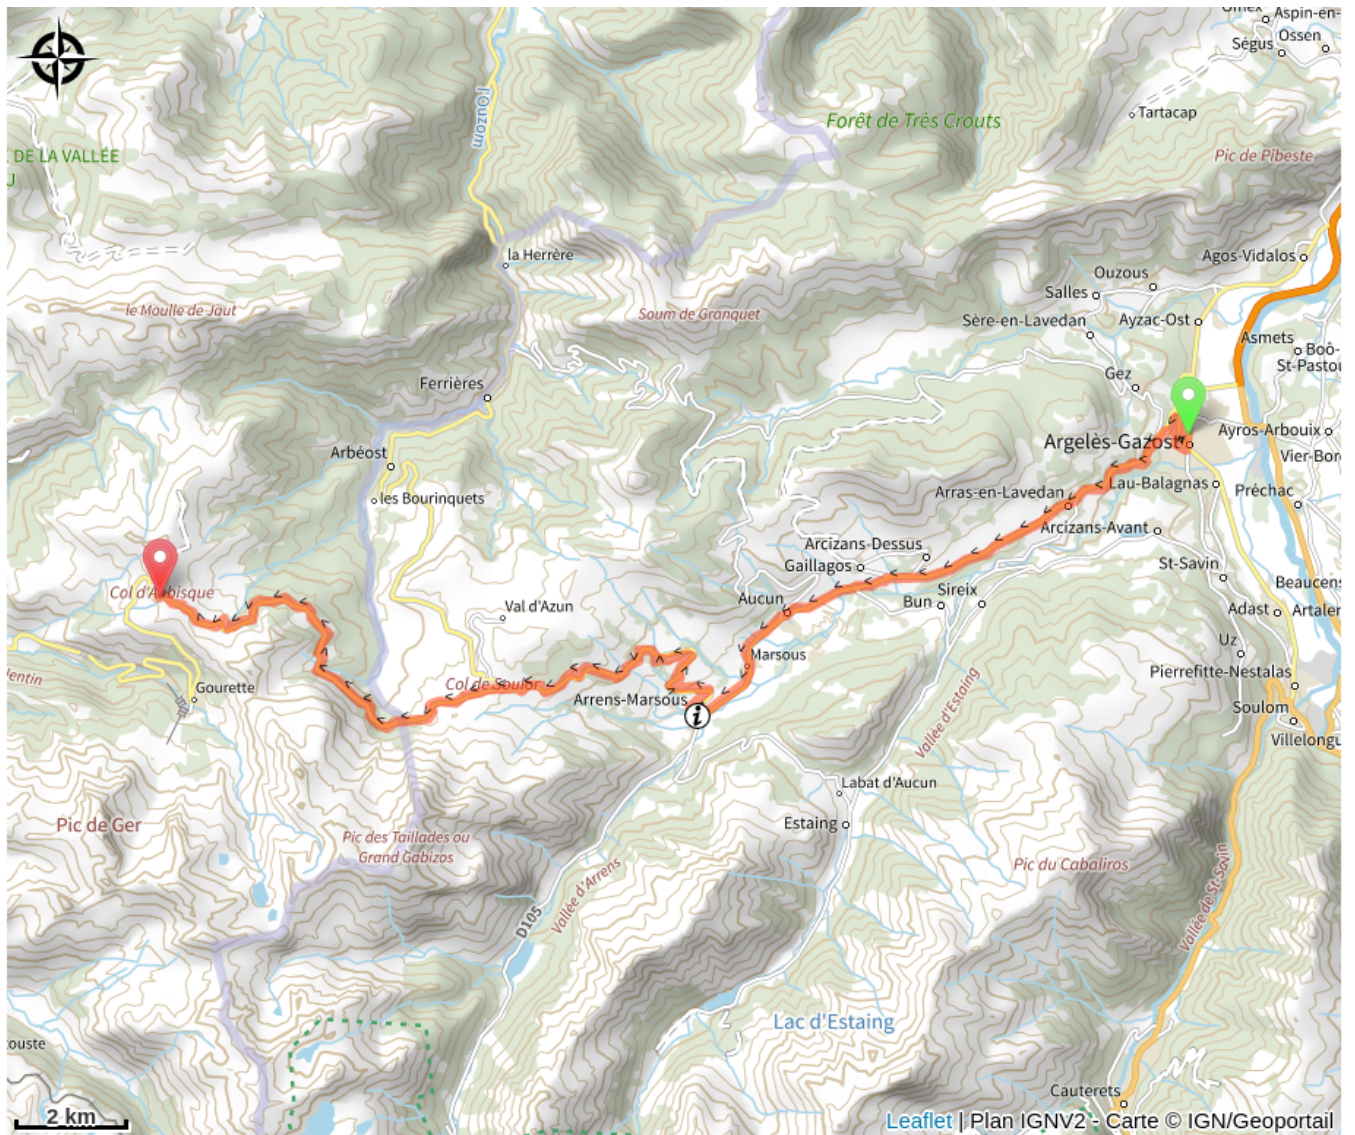 Aspin-en-
Ossen
Ségus
Tartacap
Forêt de Très Crouts
l'Ouzom
DE LA VALLÉE
U
Pic de Pibeste
la Herrère
Agos-Vidalos
Ouzous
Salles
le Moulle de Jaut
Soum de Granquet
Sère-en-Lavedan
Ayzac-Ost
Asmets
Boô-
St-Pastou
Gez
Ferrières
Argelès-Gazost
Ayros-Arbouix
Arbéost
Vier-Bor
les Bourinquets
Arras-en-Lavedan
Lau-Balagnas
Préchac
Arcizans-Avant
Arcizans-Dessus
Gaillagos
St-Savin
Col d'Aubisque
Sireix
Beaucens
Aucun
Bun
Val d'Azun
Adast
Artaler
Uz
Marsous
Pierrefitte-Nestalas
entin
Gourette
Col de Soulor
Arrens-Marsous
i
Soulom
Vallée d'Estaing
Villelongu
Labat d'Aucun
Estaing
Pic de Ger
Pic des Taillades ou
Grand Gabizos
Pic du Cabaliros
Vallée d'Arrens
Vallée de St-Savin
D105
Lac d'Estaing
ouste
Cauterets
2 km
Leaflet | Plan IGNV2 - Carte © IGN/Geoportail